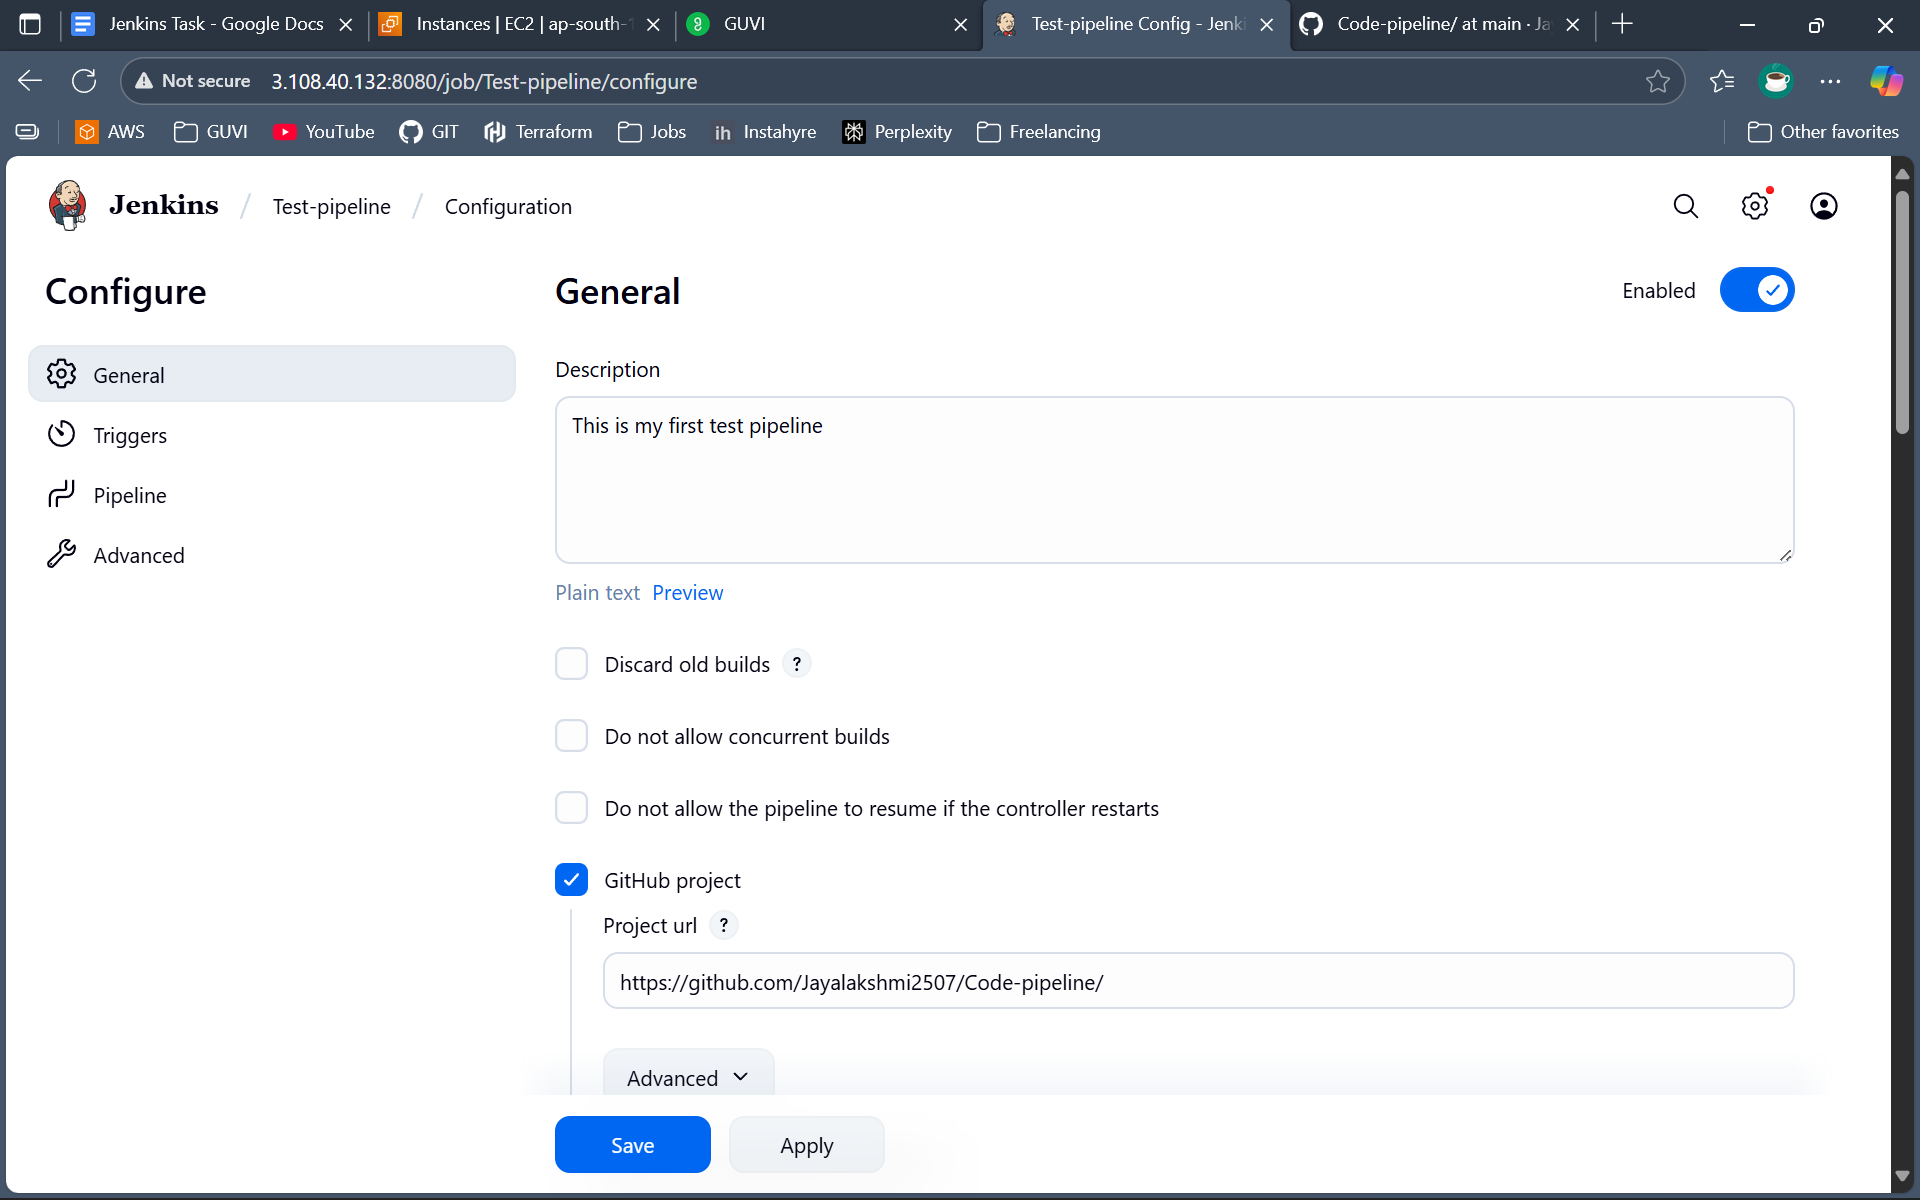 Jenkins Task - Google Docs
Instances | EC2 | ap-south-1
GUVI
Test-pipeline Config - Jenki
Code-pipeline/ at main · Ja
Not secure 3.108.40.132:8080/job/Test-pipeline/configure
AWS GUVI YouTube GIT Terraform Jobs Instahyre Perplexity Freelancing Other favorites
Jenkins / Test-pipeline / Configuration
Configure
General
Triggers
Pipeline
Advanced
General
Enabled
Description
This is my first test pipeline
Plain text Preview
Discard old builds ?
Do not allow concurrent builds
Do not allow the pipeline to resume if the controller restarts
GitHub project
Project url ?
https://github.com/Jayalakshmi2507/Code-pipeline/
Advanced
Save Apply